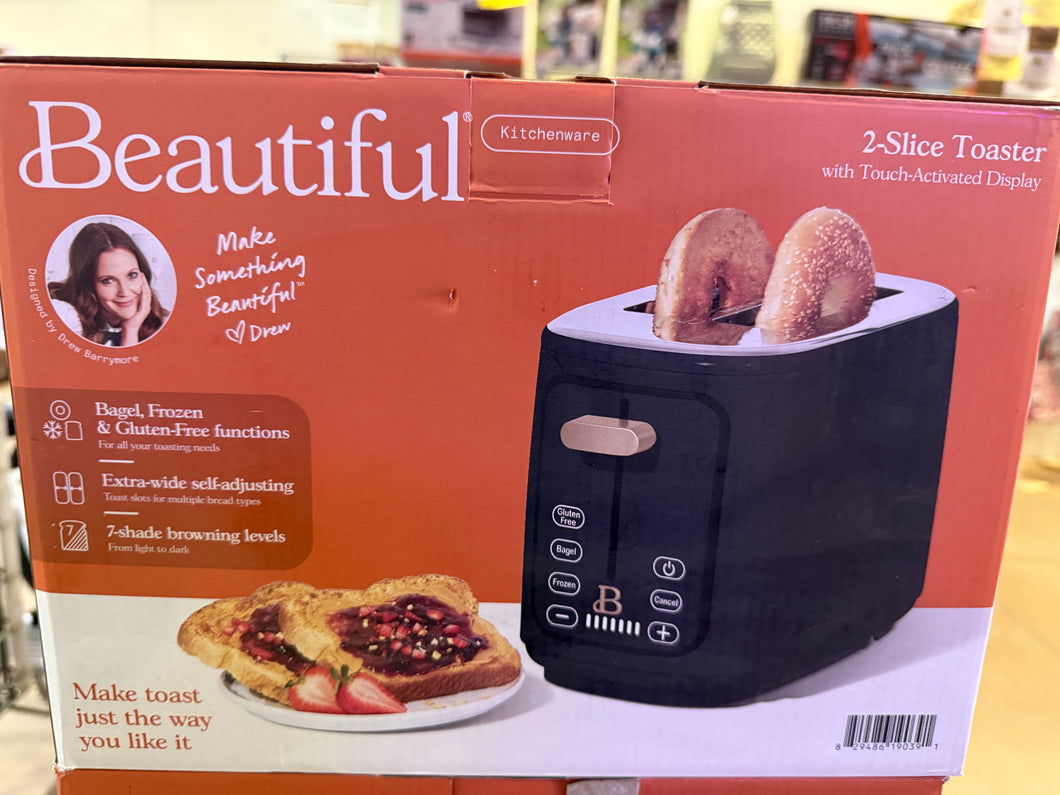 Beautiful®
Kitchenware
2-Slice Toaster
with Touch-Activated Display
Designed by Drew Barrymore
Make
Something
Beautiful™
♡ Drew
Bagel, Frozen
& Gluten-Free functions
For all your toasting needs
Extra-wide self-adjusting
Toast slots for multiple bread types
7
7-shade browning levels
From light to dark
Gluten
Free
Bagel
Frozen
Cancel
B
− +
Make toast
just the way
you like it
8 29486 19039 1